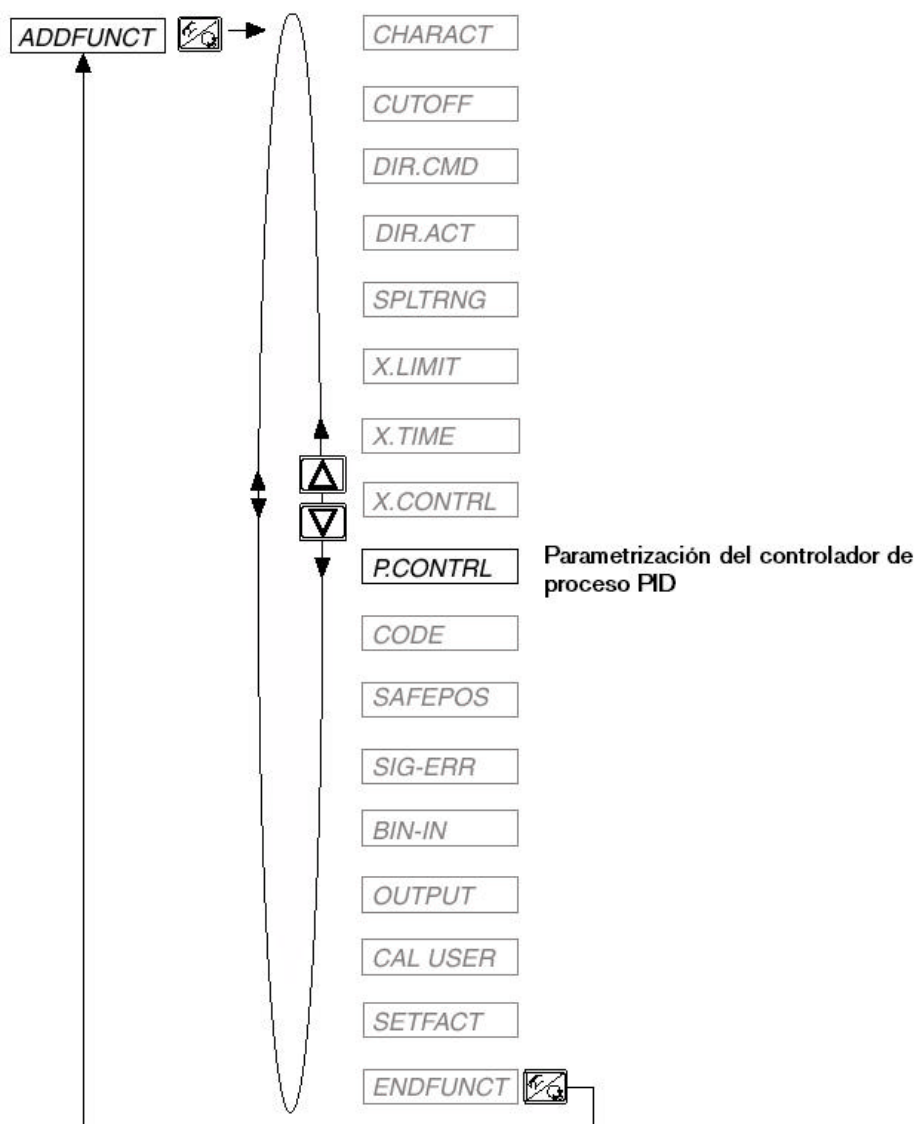 ADDFUNCT
CHARACT
CUTOFF
DIR.CMD
DIR.ACT
SPLTRNG
X.LIMIT
X.TIME
X.CONTRL
P.CONTRL
Parametrización del controlador de
proceso PID
CODE
SAFEPOS
SIG-ERR
BIN-IN
OUTPUT
CAL USER
SETFACT
ENDFUNCT